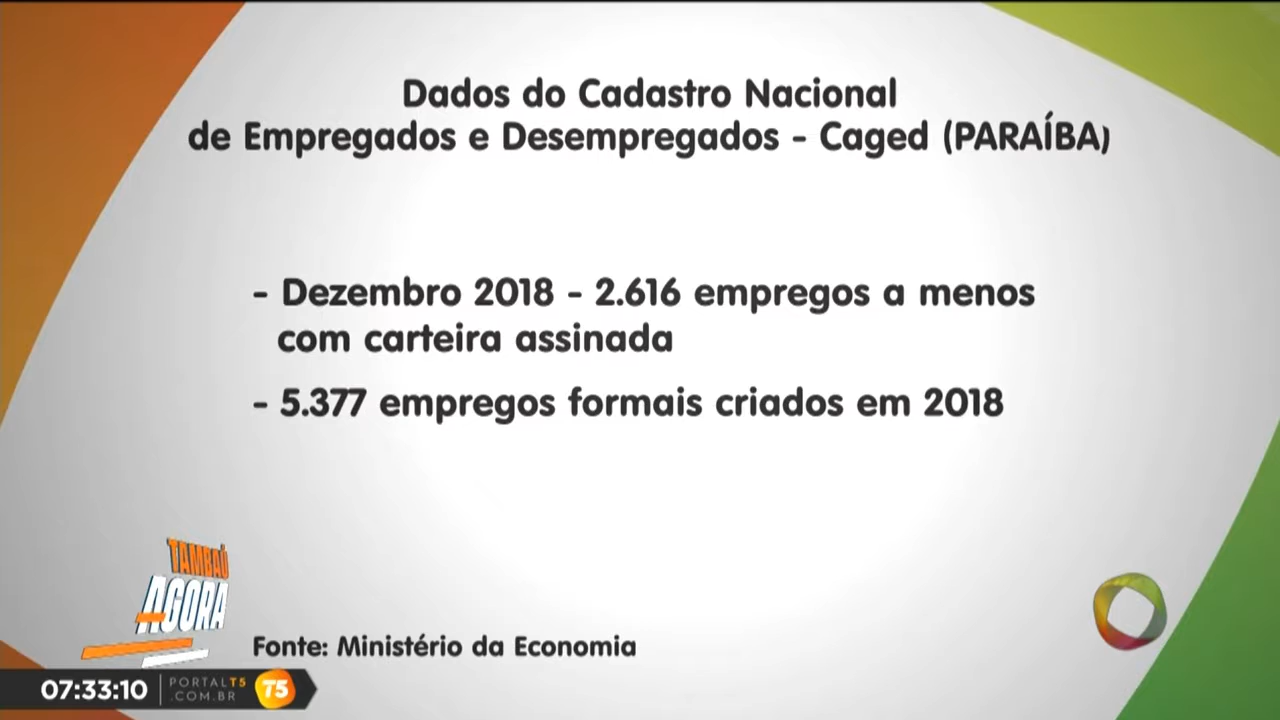 Dados do Cadastro Nacional
de Empregados e Desempregados - Caged (PARAÍBA)
- Dezembro 2018 - 2.616 empregos a menos
com carteira assinada
- 5.377 empregos formais criados em 2018
TAMBAÚ
AGORA
Fonte: Ministério da Economia
07:33:10
PORTALT5
.COM.BR
T5